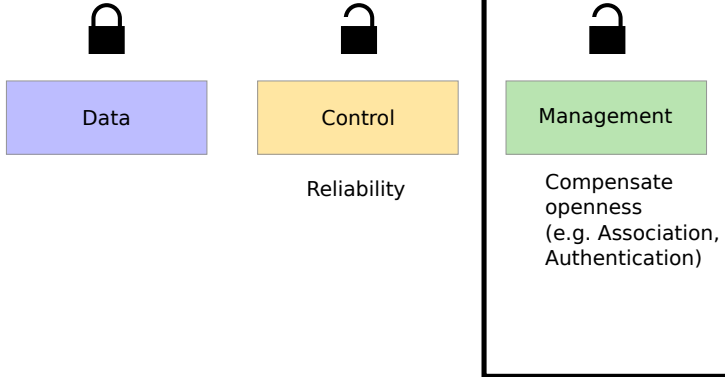 Data
Control
Management
Reliability
Compensate
openness
(e.g. Association,
Authentication)